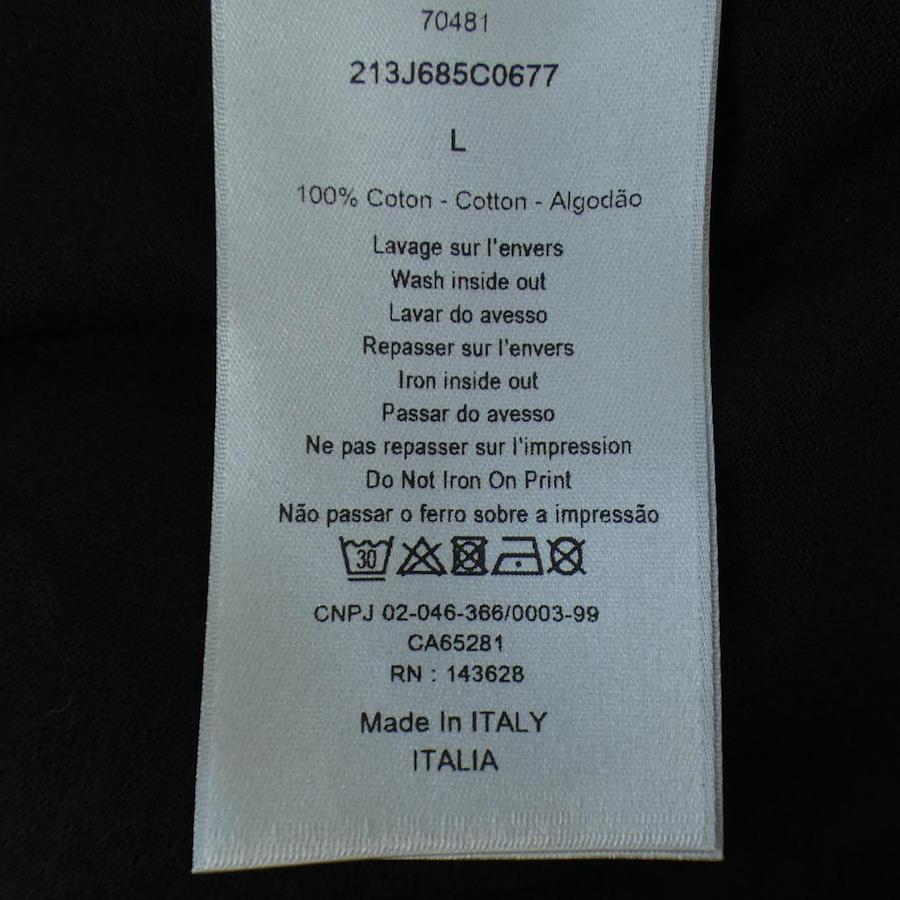 70481
213J685C0677
L
100% Coton - Cotton - Algodão
Lavage sur l'envers
Wash inside out
Lavar do avesso
Repasser sur l'envers
Iron inside out
Passar do avesso
Ne pas repasser sur l'impression
Do Not Iron On Print
Não passar o ferro sobre a impressão
30
CNPJ 02-046-366/0003-99
CA65281
RN : 143628
Made In ITALY
ITALIA